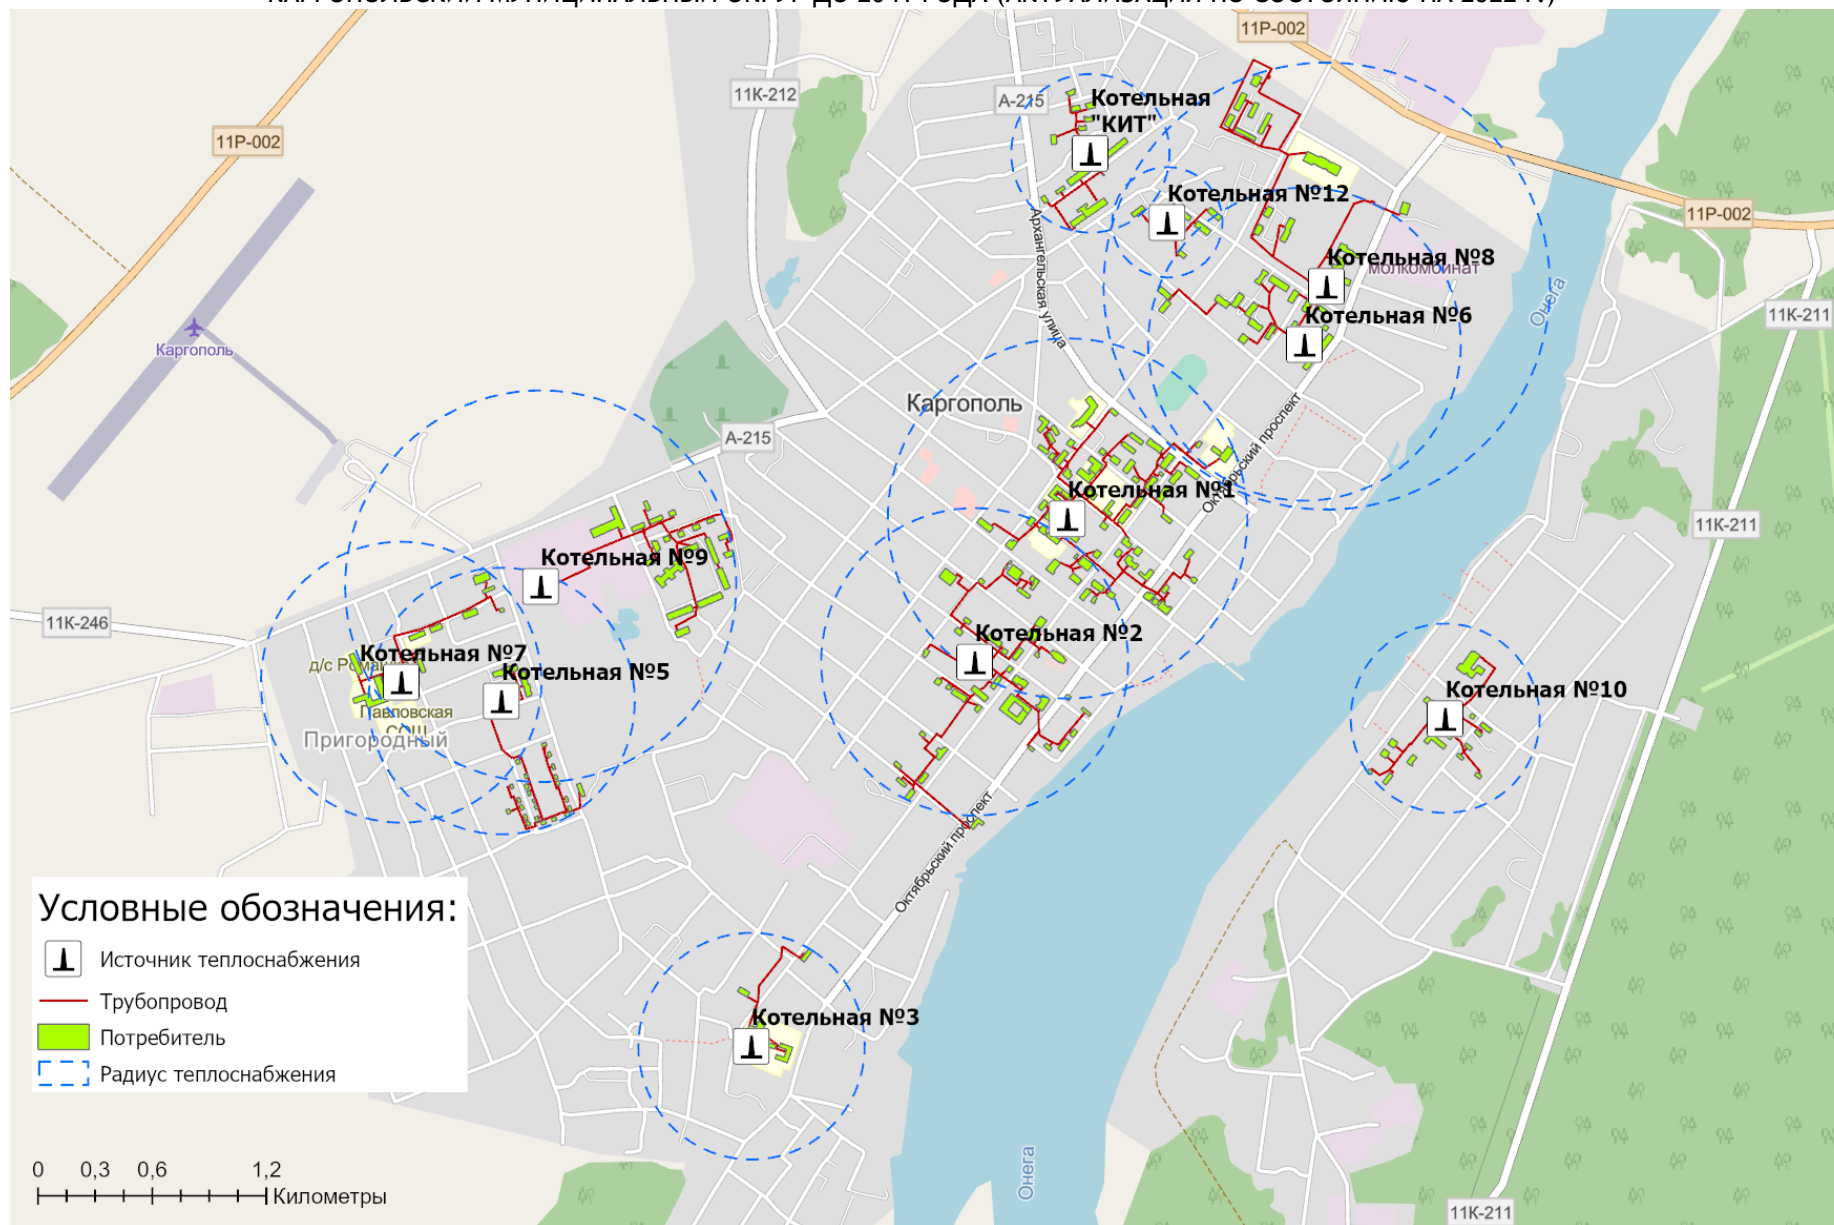 11Р-002
11К-212
А-215
Котельная
"КИТ"
11Р-002
Котельная №12
11Р-002
Архангельская улица
Котельная №8
молкомбинат
Онега
11К-211
Котельная №6
Каргополь
Каргополь
А-215
Октябрьский проспект
Котельная №1
11К-211
Котельная №9
11К-246
Котельная №2
Котельная №7
д/с
Котельная №5
Котельная №10
Павловская
СОШ
Пригородный
Октябрьский проспект
Котельная №3
Условные обозначения:
Источник теплоснабжения
Трубопровод
Потребитель
Радиус теплоснабжения
0 0,3 0,6 1,2
Километры
Онега
11К-211